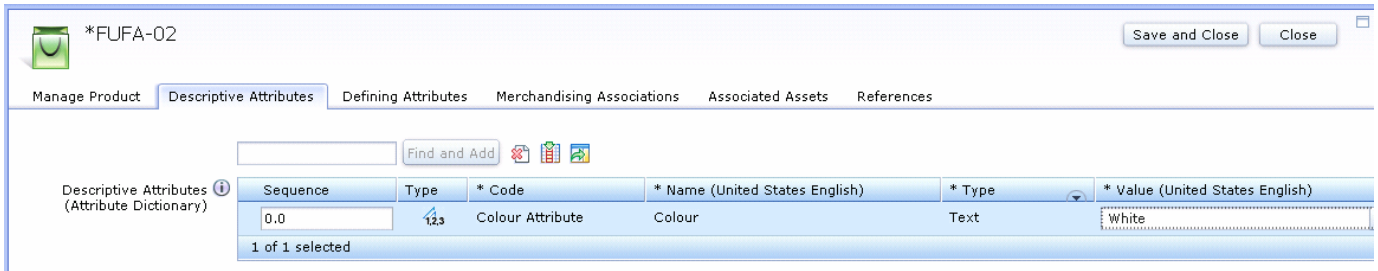 *FUFA-02
Save and Close Close
Manage Product Descriptive Attributes Defining Attributes Merchandising Associations Associated Assets References
Find and Add
Descriptive Attributes
(Attribute Dictionary)
Sequence Type * Code * Name (United States English) * Type * Value (United States English)
0.0 1,2,3 Colour Attribute Colour Text White
1 of 1 selected